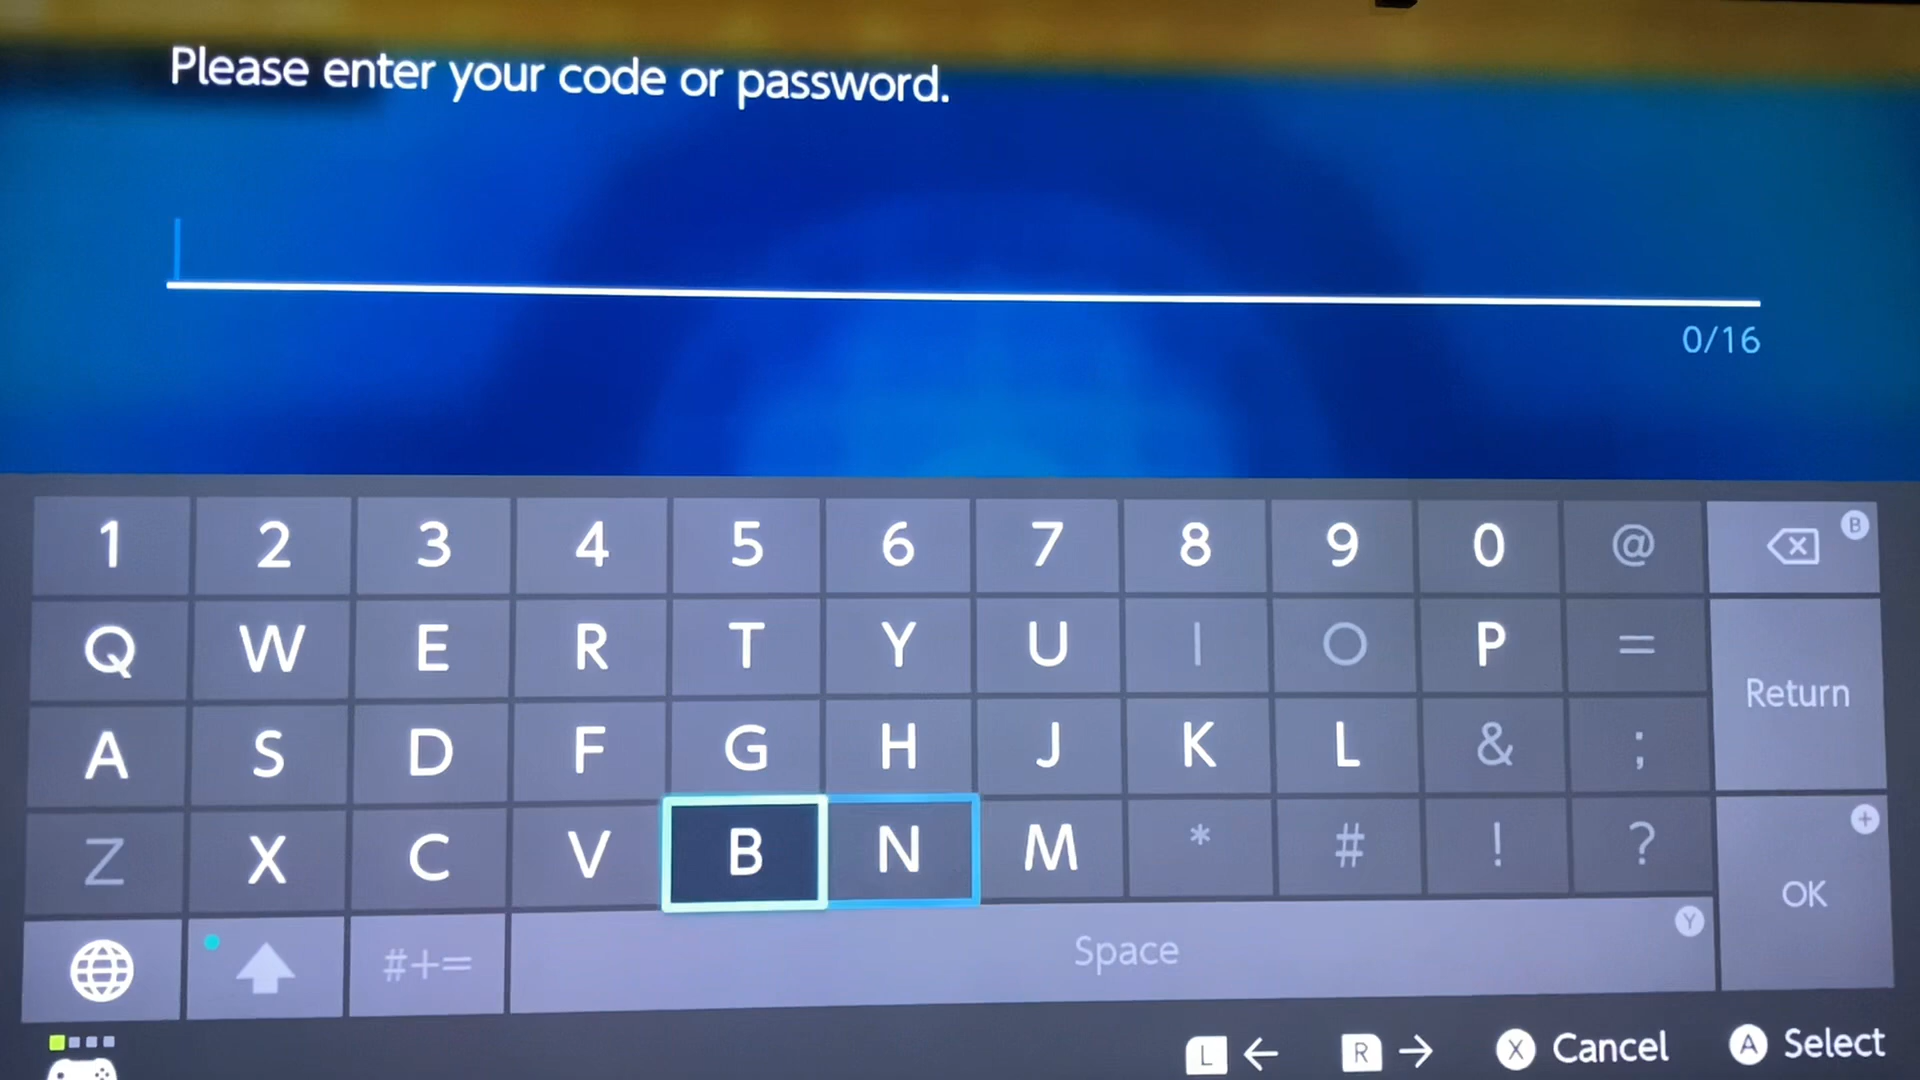 Please enter your code or password.
0/16
1 2 3 4 5 6 7 8 9 0 @ B
Q W E R T Y U I O P = Return
A S D F G H J K L & ;
Z X C V B N M * # ! ? + OK
#+= Space Y
L ← R → X Cancel A Select